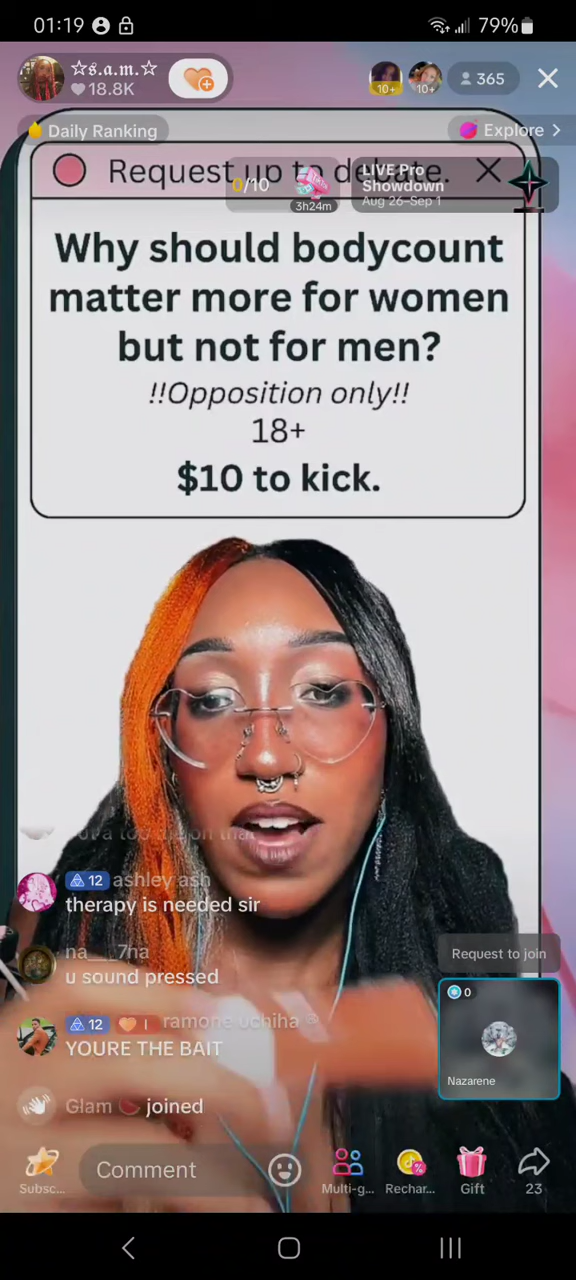 01:19
79%
☆𝔰.𝔞.𝔪.☆
18.8K
10+
10+
365
Daily Ranking
Explore >
Request up to debate.
0/10
3h24m
LIVE Pro
Showdown
Aug 26-Sep 1
Why should bodycount
matter more for women
but not for men?
!!Opposition only!!
18+
$10 to kick.
12 ashley ash
therapy is needed sir
na___7na
u sound pressed
12 I ramone uchiha
YOURE THE BAIT
Glam 🍉 joined
Request to join
0
Nazarene
Comment
Subsc...
Multi-g...
Rechar...
Gift
23